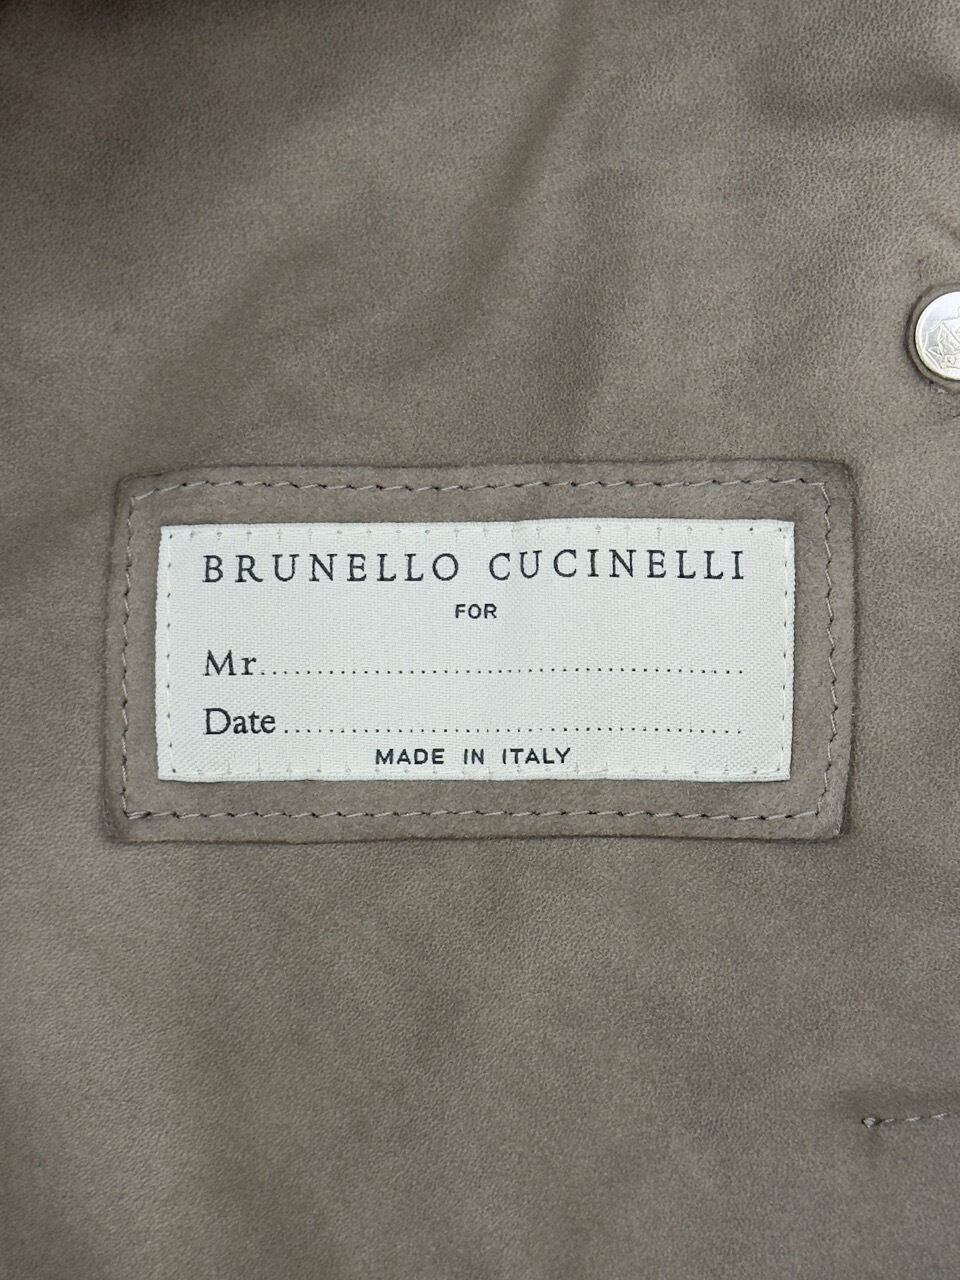 BRUNELLO CUCINELLI
FOR
Mr.......................................................
Date.....................................................
MADE IN ITALY